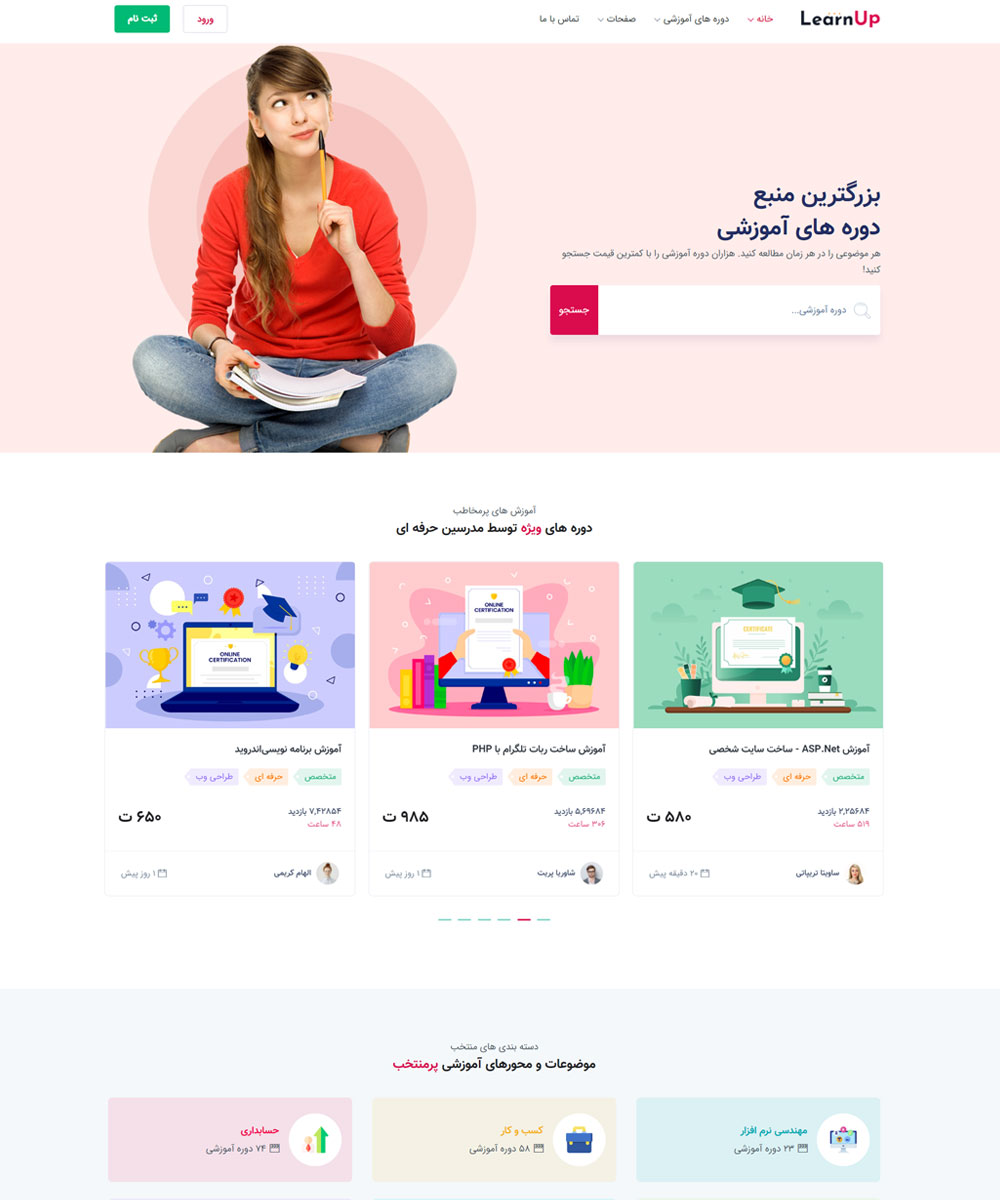 LearnUp
خانه
دوره های آموزشی
صفحات
تماس با ما
ورود
ثبت نام
بزرگترین منبع
دوره های آموزشی
هر موضوعی را در هر زمان مطالعه کنید. هزاران دوره آموزشی را با کمترین قیمت جستجو
کنید!
دوره آموزشی...
جستجو
آموزش های پرمخاطب
دوره های ویژه توسط مدرسین حرفه ای
CERTIFICATE
آموزش ASP.Net - ساخت سایت شخصی
متخصص
حرفه ای
طراحی وب
۲,۲۵۶۸۴ بازدید
۵۱۹ ساعت
۵۸۰ ت
ساویتا تریپاتی
۲۰ دقیقه پیش
ONLINE
CERTIFICATION
آموزش ساخت ربات تلگرام با PHP
متخصص
حرفه ای
طراحی وب
۵,۶۹۶۸۴ بازدید
۳۰۶ ساعت
۹۸۵ ت
شاوریا پریت
۱ روز پیش
ONLINE
CERTIFICATION
آموزش برنامه نویسی‌اندروید
متخصص
حرفه ای
طراحی وب
۷,۴۲۸۵۴ بازدید
۴۸ ساعت
۶۵۰ ت
الهام کریمی
۱ روز پیش
دسته بندی های منتخب
موضوعات و محورهای آموزشی پرمنتخب
مهندسی نرم افزار
۲۳ دوره آموزشی
کسب و کار
۵۸ دوره آموزشی
حسابداری
۷۴ دوره آموزشی